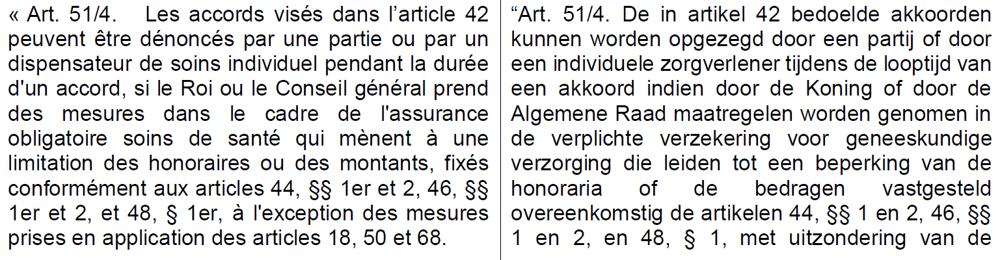 « Art. 51/4. Les accords visés dans l’article 42
peuvent être dénoncés par une partie ou par un
dispensateur de soins individuel pendant la durée
d'un accord, si le Roi ou le Conseil général prend
des mesures dans le cadre de l'assurance
obligatoire soins de santé qui mènent à une
limitation des honoraires ou des montants, fixés
conformément aux articles 44, §§ 1er et 2, 46, §§
1er et 2, et 48, § 1er, à l'exception des mesures
prises en application des articles 18, 50 et 68.
“Art. 51/4. De in artikel 42 bedoelde akkoorden
kunnen worden opgezegd door een partij of door
een individuele zorgverlener tijdens de looptijd van
een akkoord indien door de Koning of door de
Algemene Raad maatregelen worden genomen in
de verplichte verzekering voor geneeskundige
verzorging die leiden tot een beperking van de
honoraria of de bedragen vastgesteld
overeenkomstig de artikelen 44, §§ 1 en 2, 46, §§
1 en 2, en 48, § 1, met uitzondering van de